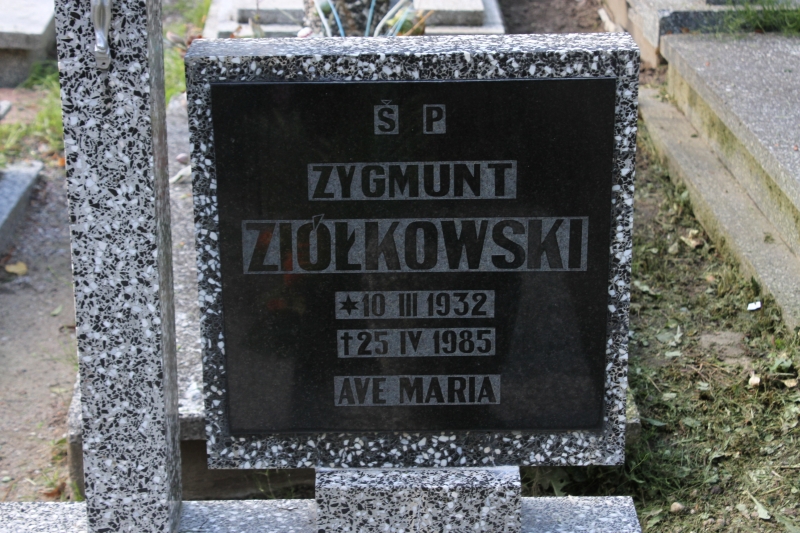 Ś P
ZYGMUNT
ZIÓŁKOWSKI
✶ 10 III 1932
† 25 IV 1985
AVE MARIA